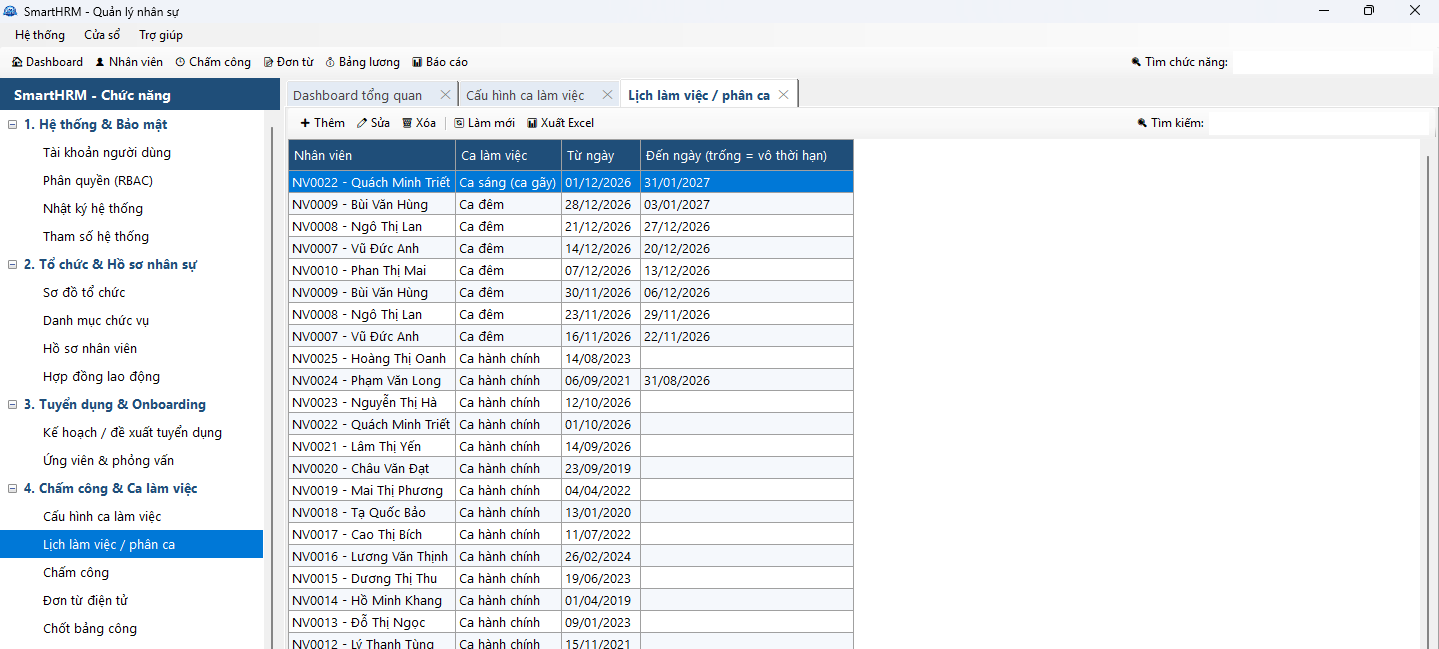 SmartHRM - Quản lý nhân sự
Hệ thống Cửa sổ Trợ giúp
Dashboard Nhân viên Chấm công Đơn từ Bảng lương Báo cáo Tìm chức năng:
SmartHRM - Chức năng
1. Hệ thống & Bảo mật
Tài khoản người dùng
Phân quyền (RBAC)
Nhật ký hệ thống
Tham số hệ thống
2. Tổ chức & Hồ sơ nhân sự
Sơ đồ tổ chức
Danh mục chức vụ
Hồ sơ nhân viên
Hợp đồng lao động
3. Tuyển dụng & Onboarding
Kế hoạch / đề xuất tuyển dụng
Ứng viên & phỏng vấn
4. Chấm công & Ca làm việc
Cấu hình ca làm việc
Lịch làm việc / phân ca
Chấm công
Đơn từ điện tử
Chốt bảng công
Dashboard tổng quan Cấu hình ca làm việc Lịch làm việc / phân ca
Thêm Sửa Xóa Làm mới Xuất Excel Tìm kiếm:
Nhân viên Ca làm việc Từ ngày Đến ngày (trống = vô thời hạn)
NV0022 - Quách Minh Triết Ca sáng (ca gãy) 01/12/2026 31/01/2027
NV0009 - Bùi Văn Hùng Ca đêm 28/12/2026 03/01/2027
NV0008 - Ngô Thị Lan Ca đêm 21/12/2026 27/12/2026
NV0007 - Vũ Đức Anh Ca đêm 14/12/2026 20/12/2026
NV0010 - Phan Thị Mai Ca đêm 07/12/2026 13/12/2026
NV0009 - Bùi Văn Hùng Ca đêm 30/11/2026 06/12/2026
NV0008 - Ngô Thị Lan Ca đêm 23/11/2026 29/11/2026
NV0007 - Vũ Đức Anh Ca đêm 16/11/2026 22/11/2026
NV0025 - Hoàng Thị Oanh Ca hành chính 14/08/2023
NV0024 - Phạm Văn Long Ca hành chính 06/09/2021 31/08/2026
NV0023 - Nguyễn Thị Hà Ca hành chính 12/10/2026
NV0022 - Quách Minh Triết Ca hành chính 01/10/2026
NV0021 - Lâm Thị Yến Ca hành chính 14/09/2026
NV0020 - Châu Văn Đạt Ca hành chính 23/09/2019
NV0019 - Mai Thị Phương Ca hành chính 04/04/2022
NV0018 - Tạ Quốc Bảo Ca hành chính 13/01/2020
NV0017 - Cao Thị Bích Ca hành chính 11/07/2022
NV0016 - Lương Văn Thịnh Ca hành chính 26/02/2024
NV0015 - Dương Thị Thu Ca hành chính 19/06/2023
NV0014 - Hồ Minh Khang Ca hành chính 01/04/2019
NV0013 - Đỗ Thị Ngọc Ca hành chính 09/01/2023
NV0012 - Lý Thanh Tùng Ca hành chính 15/11/2021